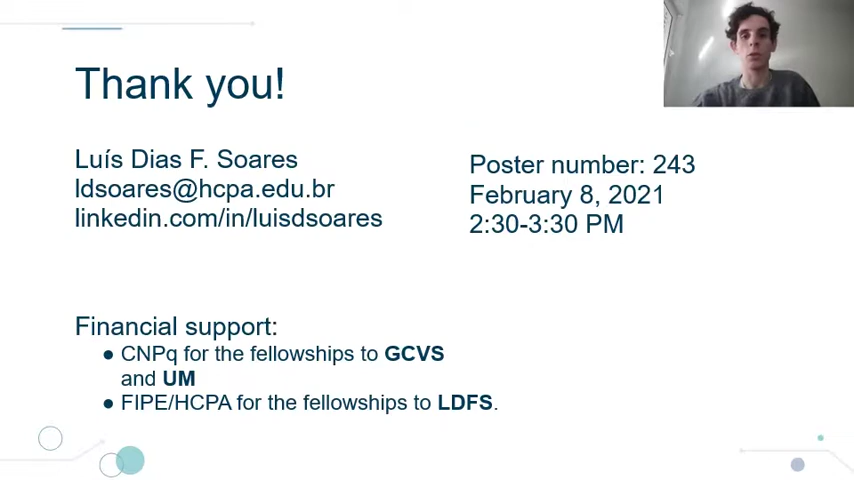 Thank you!
Luís Dias F. Soares
ldsoares@hcpa.edu.br
linkedin.com/in/luisdsoares
Poster number: 243
February 8, 2021
2:30-3:30 PM
Financial support:
● CNPq for the fellowships to GCVS
and UM
● FIPE/HCPA for the fellowships to LDFS.